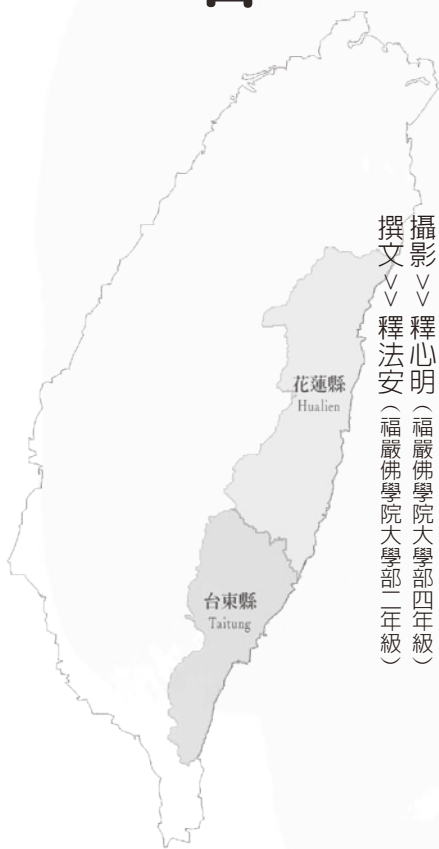 攝影>>釋心明（福嚴佛學院大學部四年級）
撰文>>釋法安（福嚴佛學院大學部二年級）
花蓮縣
Hualien
台東縣
Taitung